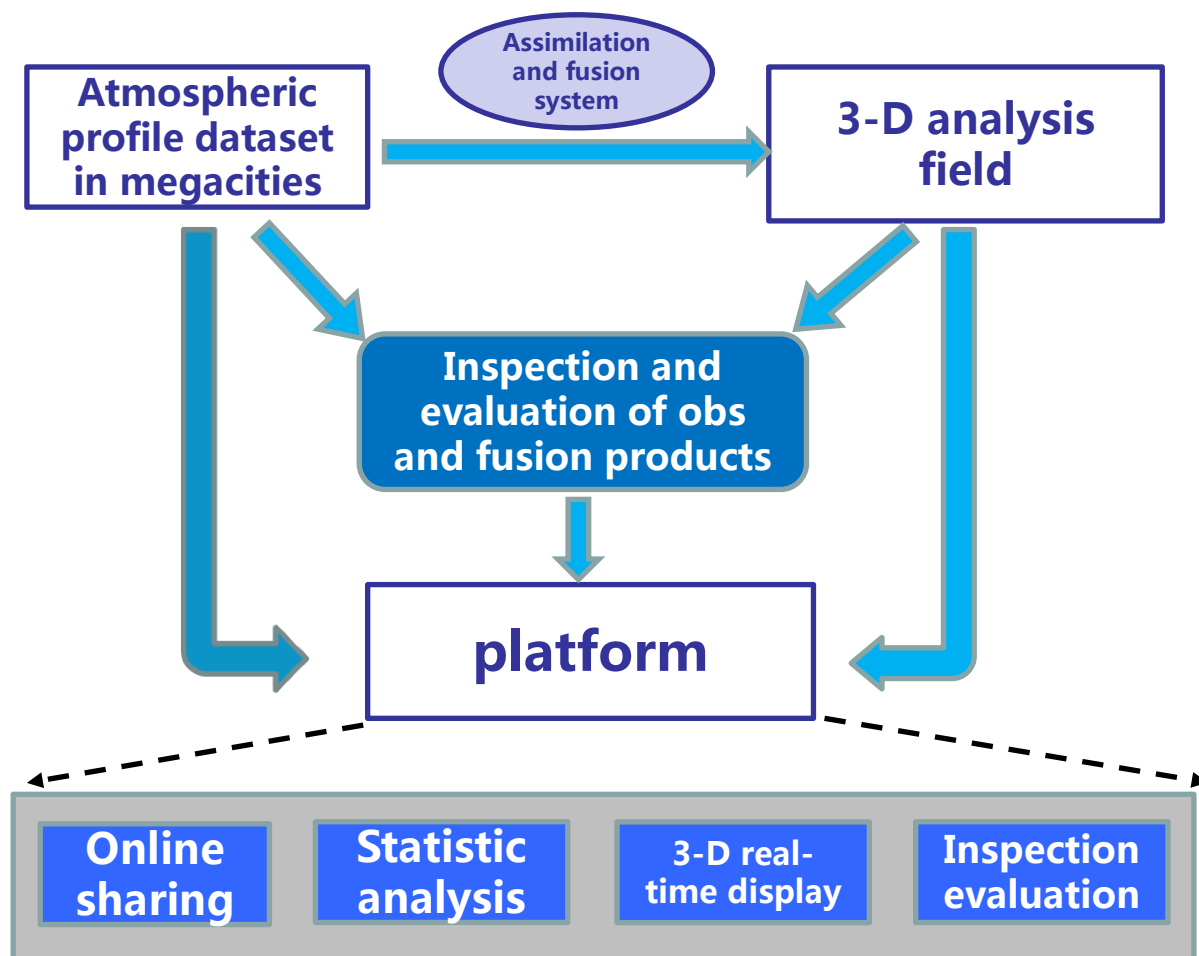 Assimilation
and fusion
system
Atmospheric
profile dataset
in megacities
3-D analysis
field
Inspection and
evaluation of obs
and fusion products
platform
Online
sharing
Statistic
analysis
3-D real-
time display
Inspection
evaluation